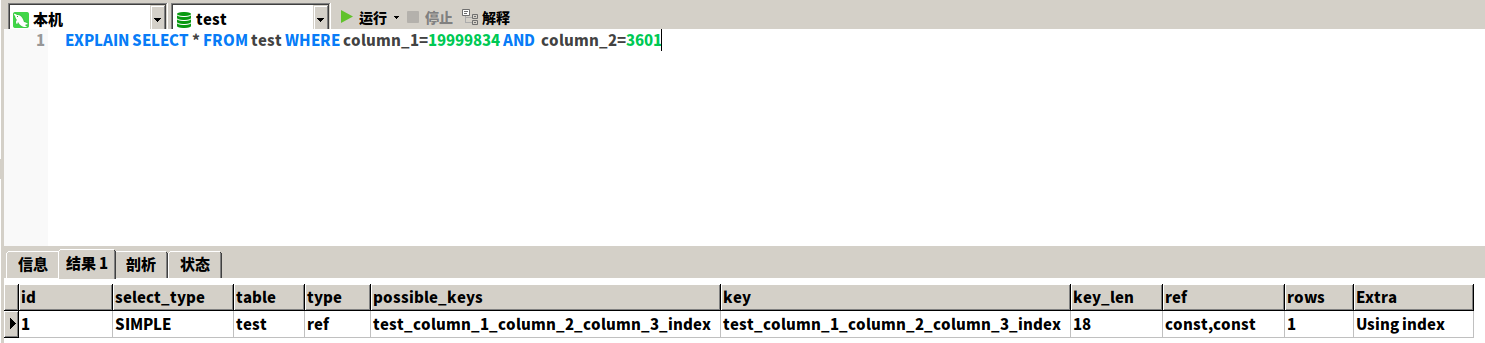 本机 test 运行 停止 解释
1 EXPLAIN SELECT * FROM test WHERE column_1=19999834 AND column_2=3601
信息 结果 1 剖析 状态
id select_type table type possible_keys key key_len ref rows Extra
1 SIMPLE test ref test_column_1_column_2_column_3_index test_column_1_column_2_column_3_index 18 const,const 1 Using index